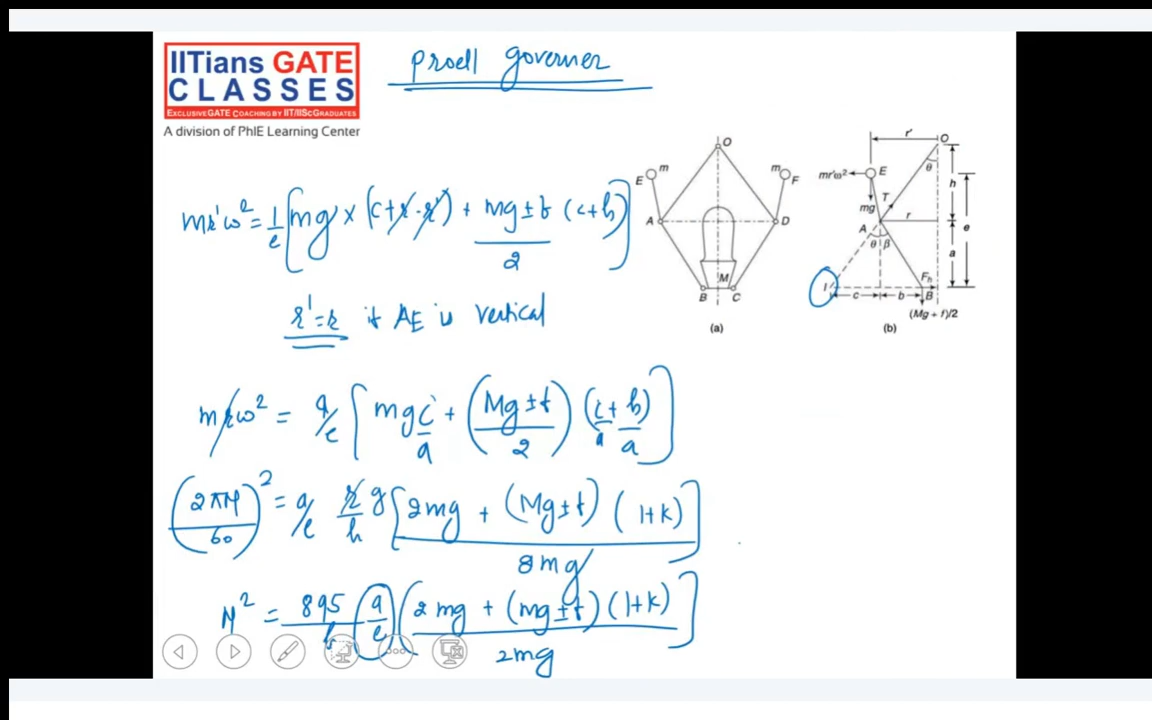 IITians GATE
CLASSES
EXCLUSIVE GATE COACHING BY IIT/IISC GRADUATES
A division of PhIE Learning Center
Proell governer
mr'ω² = 1/e [mg × (c + r - r') + mg ± f / 2 (c + b)]
r' = r if AE is vertical
mrω² = a/e [mg c/a + (Mg ± f / 2) (c/a + b/a)]
(2πN / 60)² = a/e r/h g [2mg + (Mg ± f) (1 + k) / 2mg]
N² = 895/h (a/e) (2mg + (mg ± f) (1 + k) / 2mg]
O
E m
m F
A D
M
B C
(a)
r'
O
mr'ω² E
θ
h
mg
T
r
A
e
θ β
a
Fn
I c b B
(Mg + f)/2
(b)